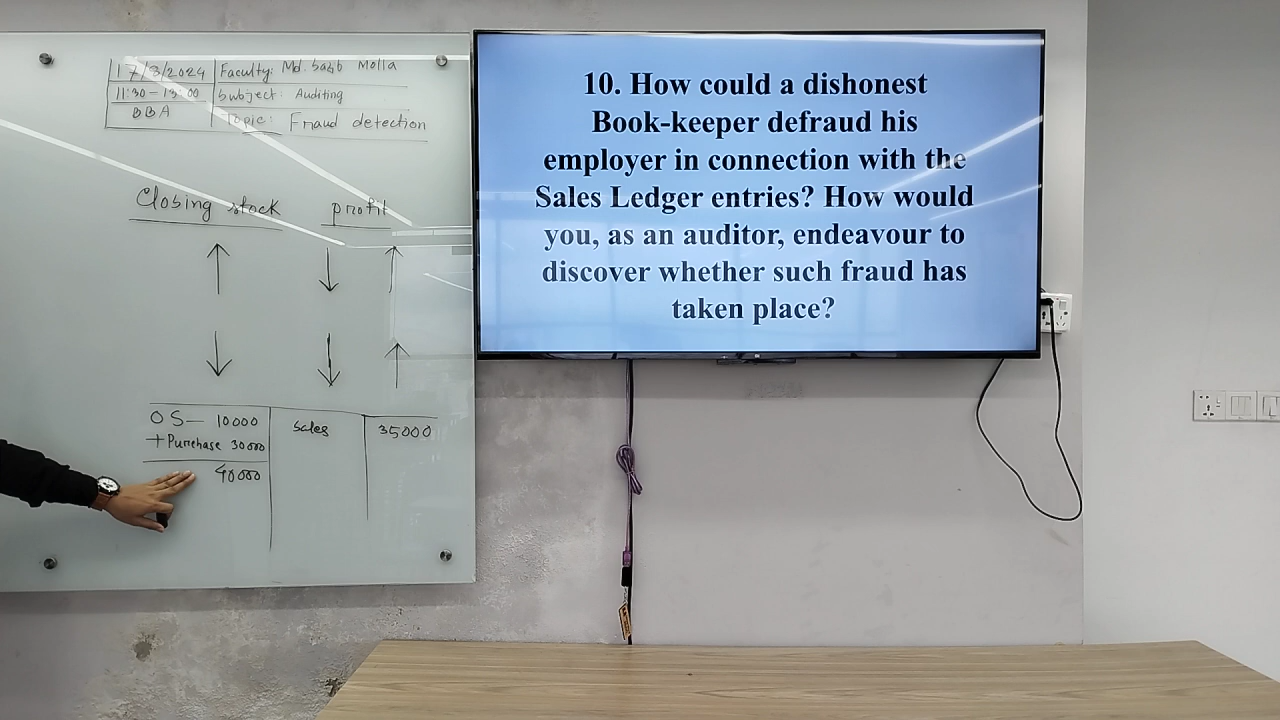 17/3/2024 Faculty: Md. Sabib Molla
11:30 - 13:00 Subject: Auditing
BBA Topic: Fraud detection
Closing stock profit
OS— 10000 Sales 35000
+ Purchase 30000
40000
10. How could a dishonest
Book-keeper defraud his
employer in connection with the
Sales Ledger entries? How would
you, as an auditor, endeavour to
discover whether such fraud has
taken place?